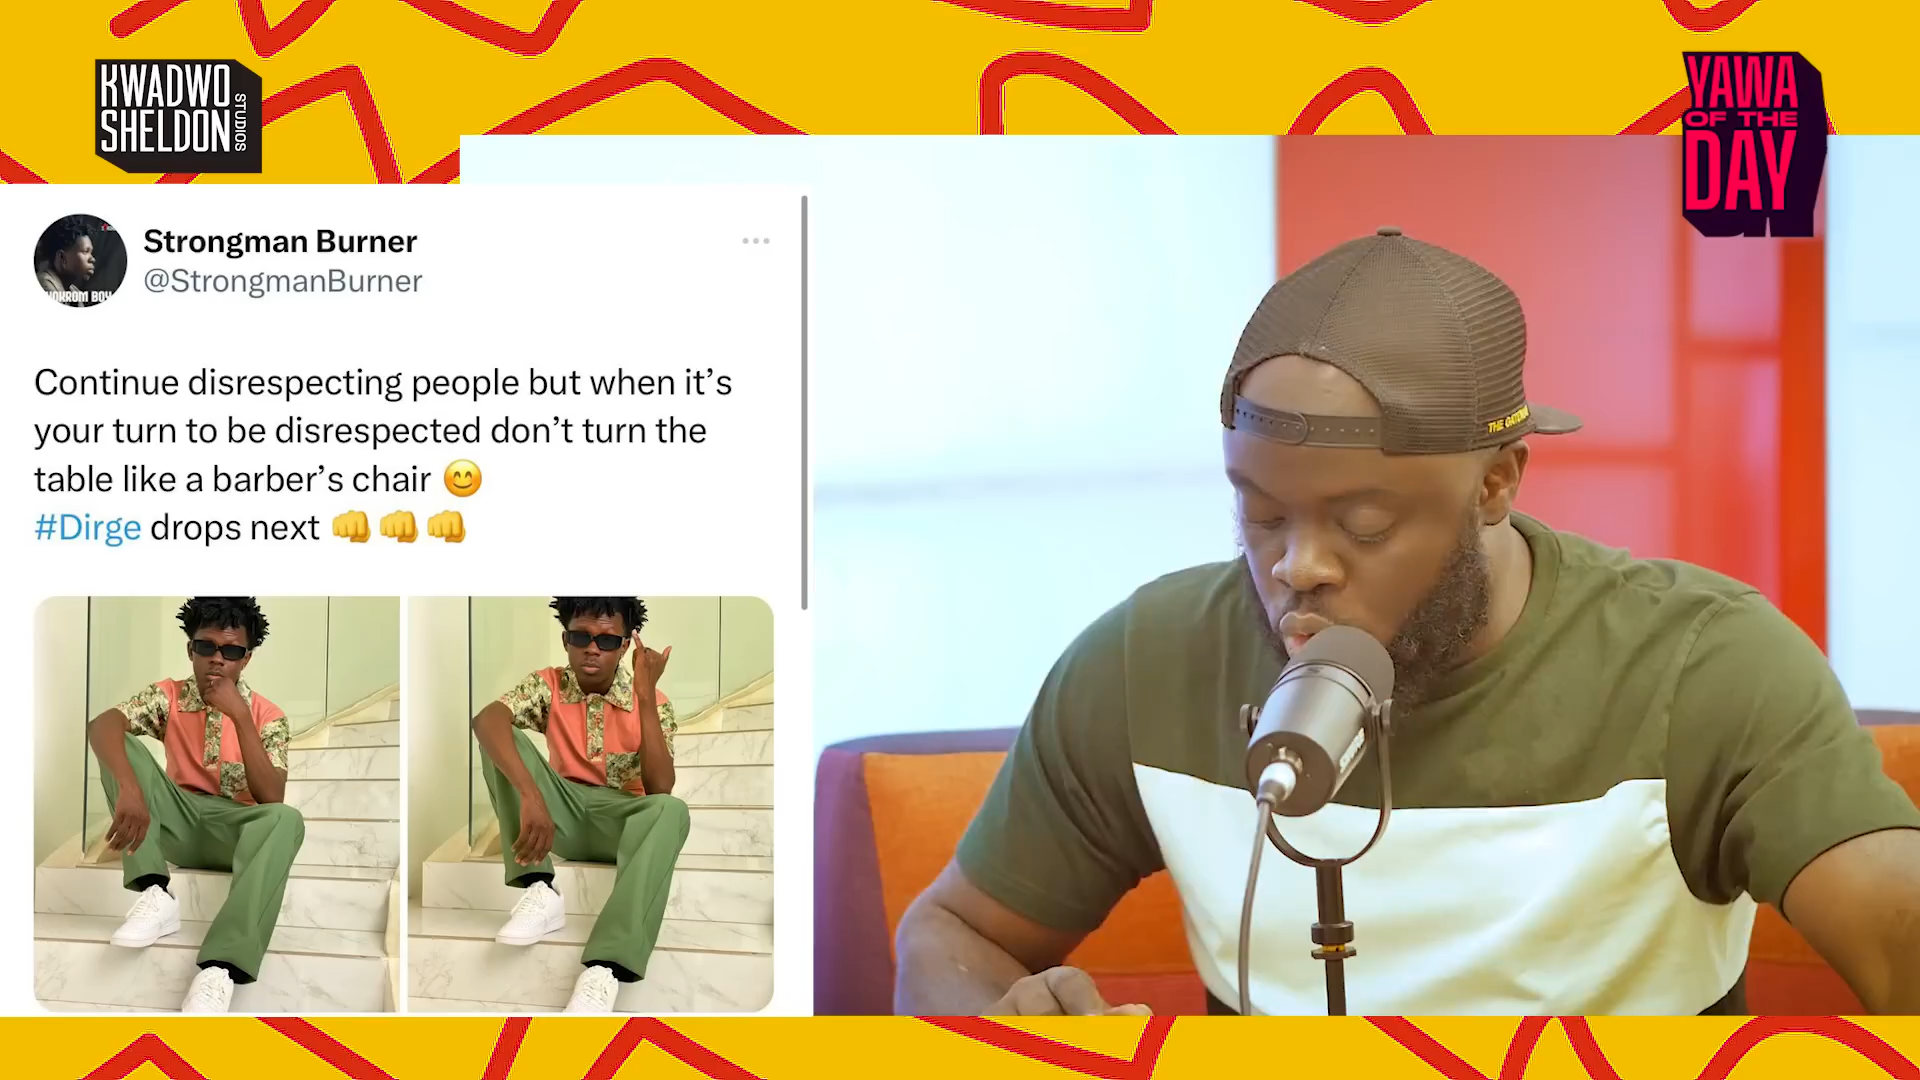 KWADWO
SHELDON
STUDIOS
YAWA
OF THE
DAY
Strongman Burner
@StrongmanBurner
Continue disrespecting people but when it’s
your turn to be disrespected don’t turn the
table like a barber’s chair 😊
#Dirge drops next 👊👊👊
THE